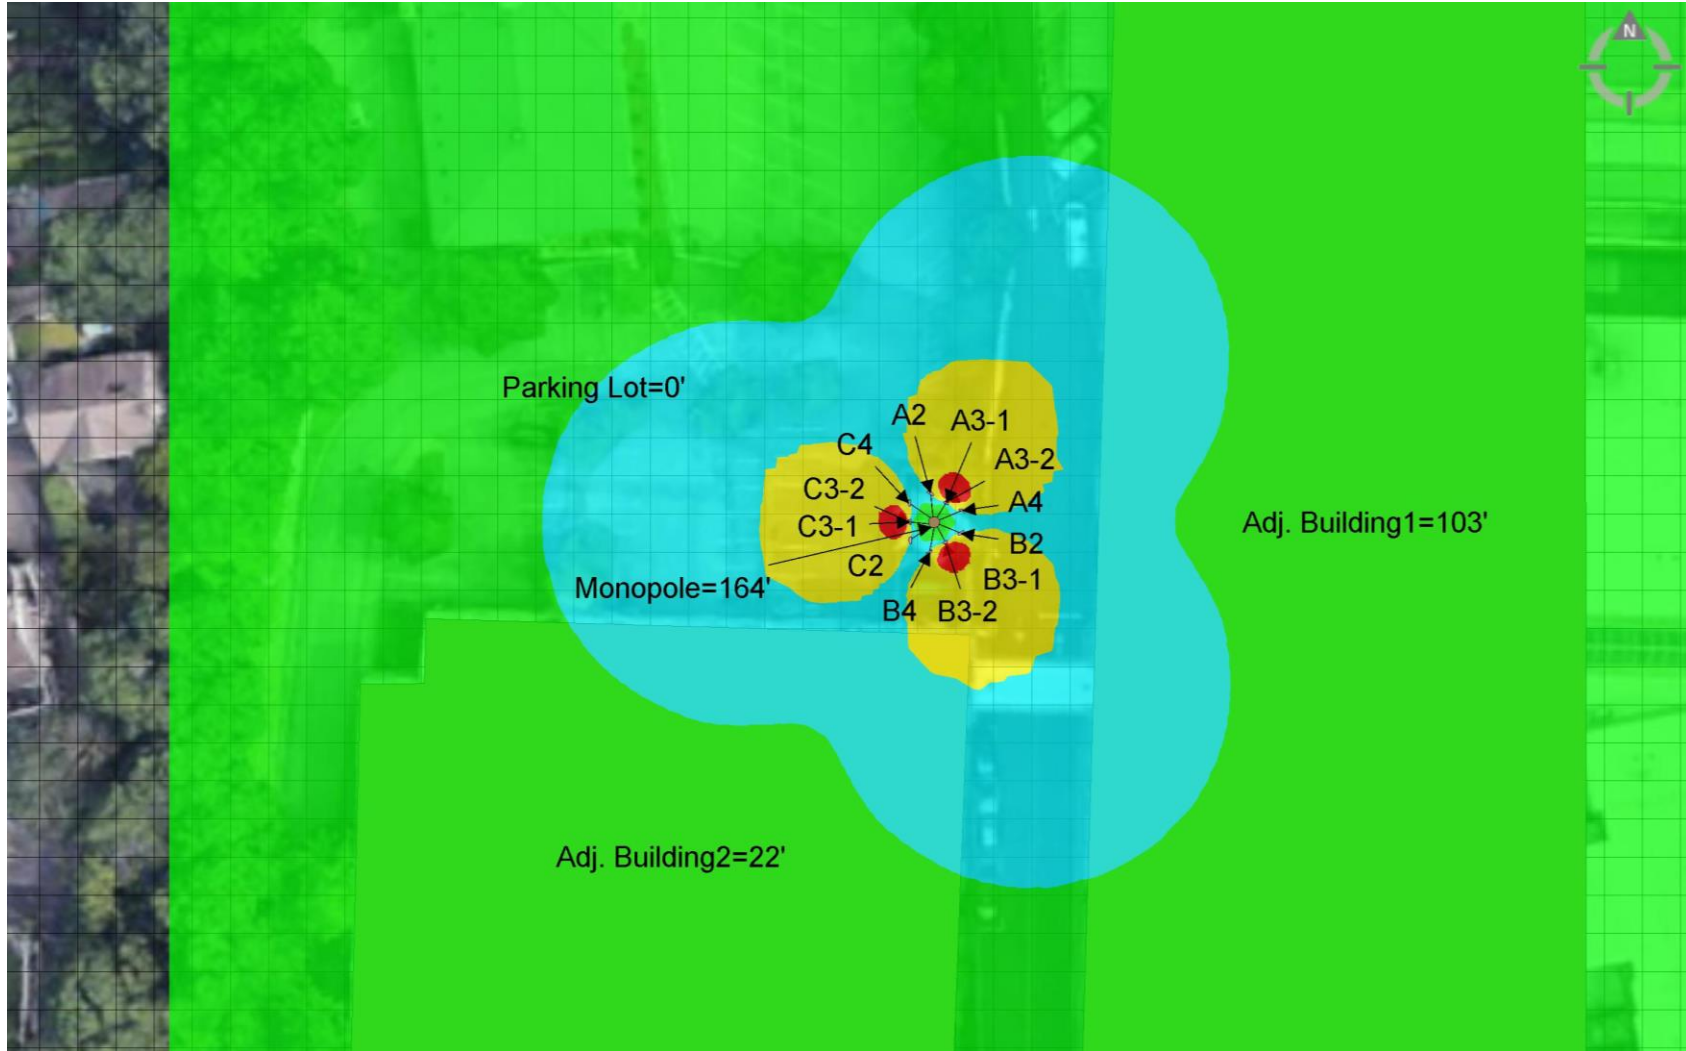 N
Parking Lot=0'
A2
A3-1
C4
A3-2
C3-2
A4
C3-1
Adj. Building1=103'
B2
C2
B3-1
Monopole=164'
B4
B3-2
Adj. Building2=22'